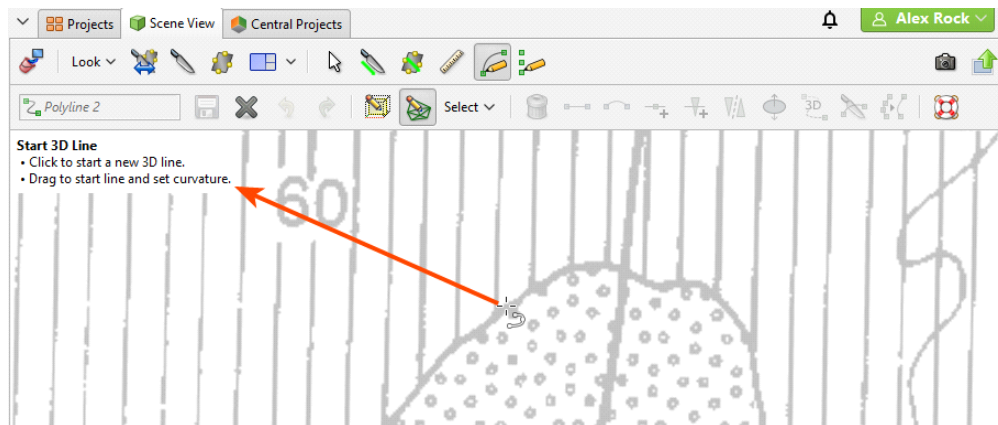 Projects Scene View Central Projects Alex Rock
Look
Polyline 2 Select 3D
Start 3D Line
• Click to start a new 3D line.
• Drag to start line and set curvature.
60